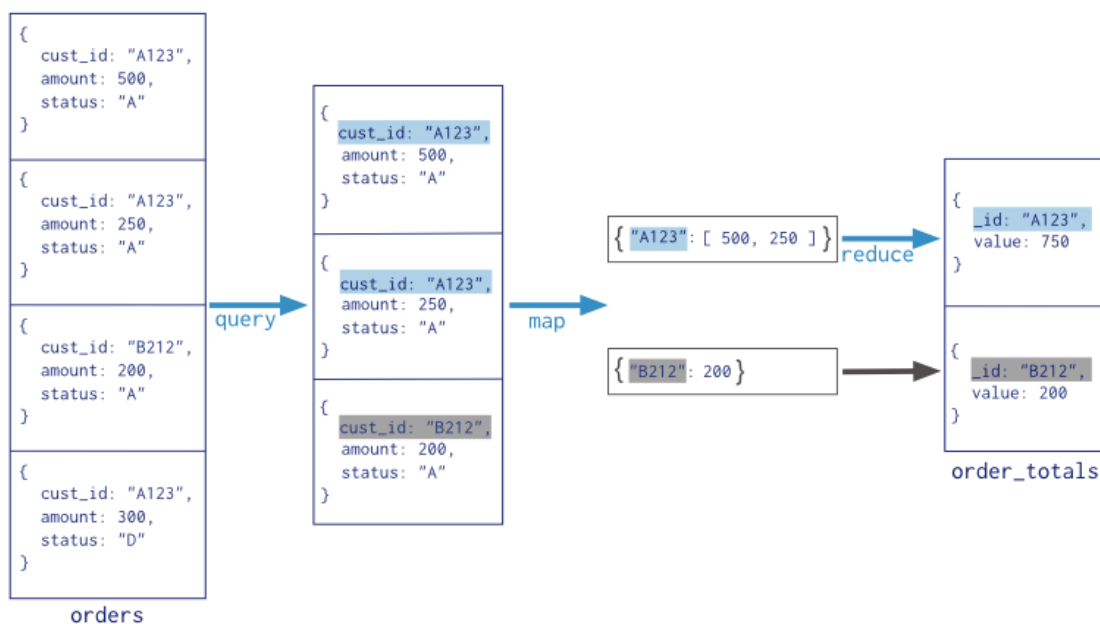 {
cust_id: "A123",
amount: 500,
status: "A"
}
{
cust_id: "A123",
amount: 250,
status: "A"
}
{
cust_id: "B212",
amount: 200,
status: "A"
}
{
cust_id: "A123",
amount: 300,
status: "D"
}
orders
query
{
cust_id: "A123",
amount: 500,
status: "A"
}
{
cust_id: "A123",
amount: 250,
status: "A"
}
{
cust_id: "B212",
amount: 200,
status: "A"
}
map
{ "A123": [ 500, 250 ] }
{ "B212": 200 }
reduce
{
_id: "A123",
value: 750
}
{
_id: "B212",
value: 200
}
order_totals